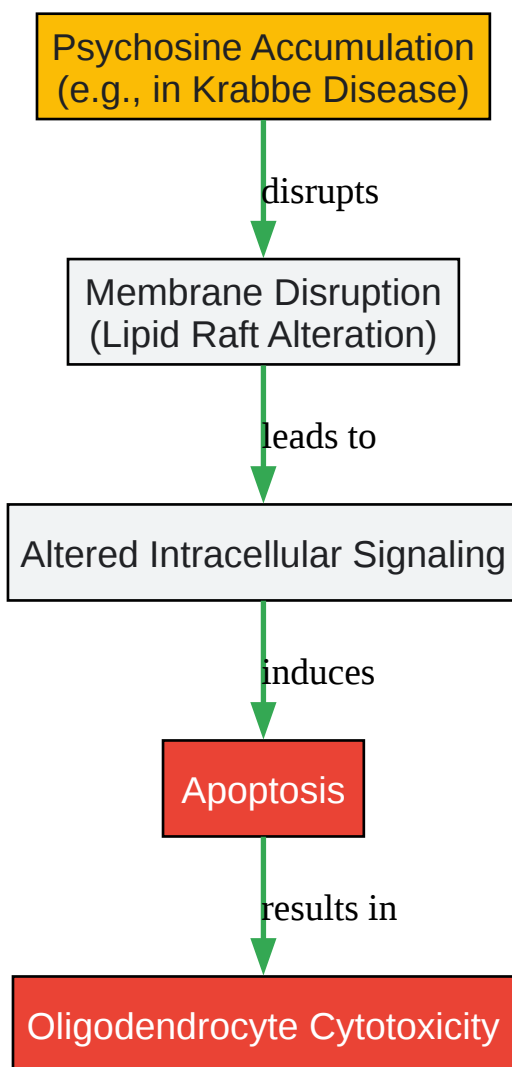 Psychosine Accumulation
(e.g., in Krabbe Disease)
disrupts
Membrane Disruption
(Lipid Raft Alteration)
leads to
Altered Intracellular Signaling
induces
Apoptosis
results in
Oligodendrocyte Cytotoxicity